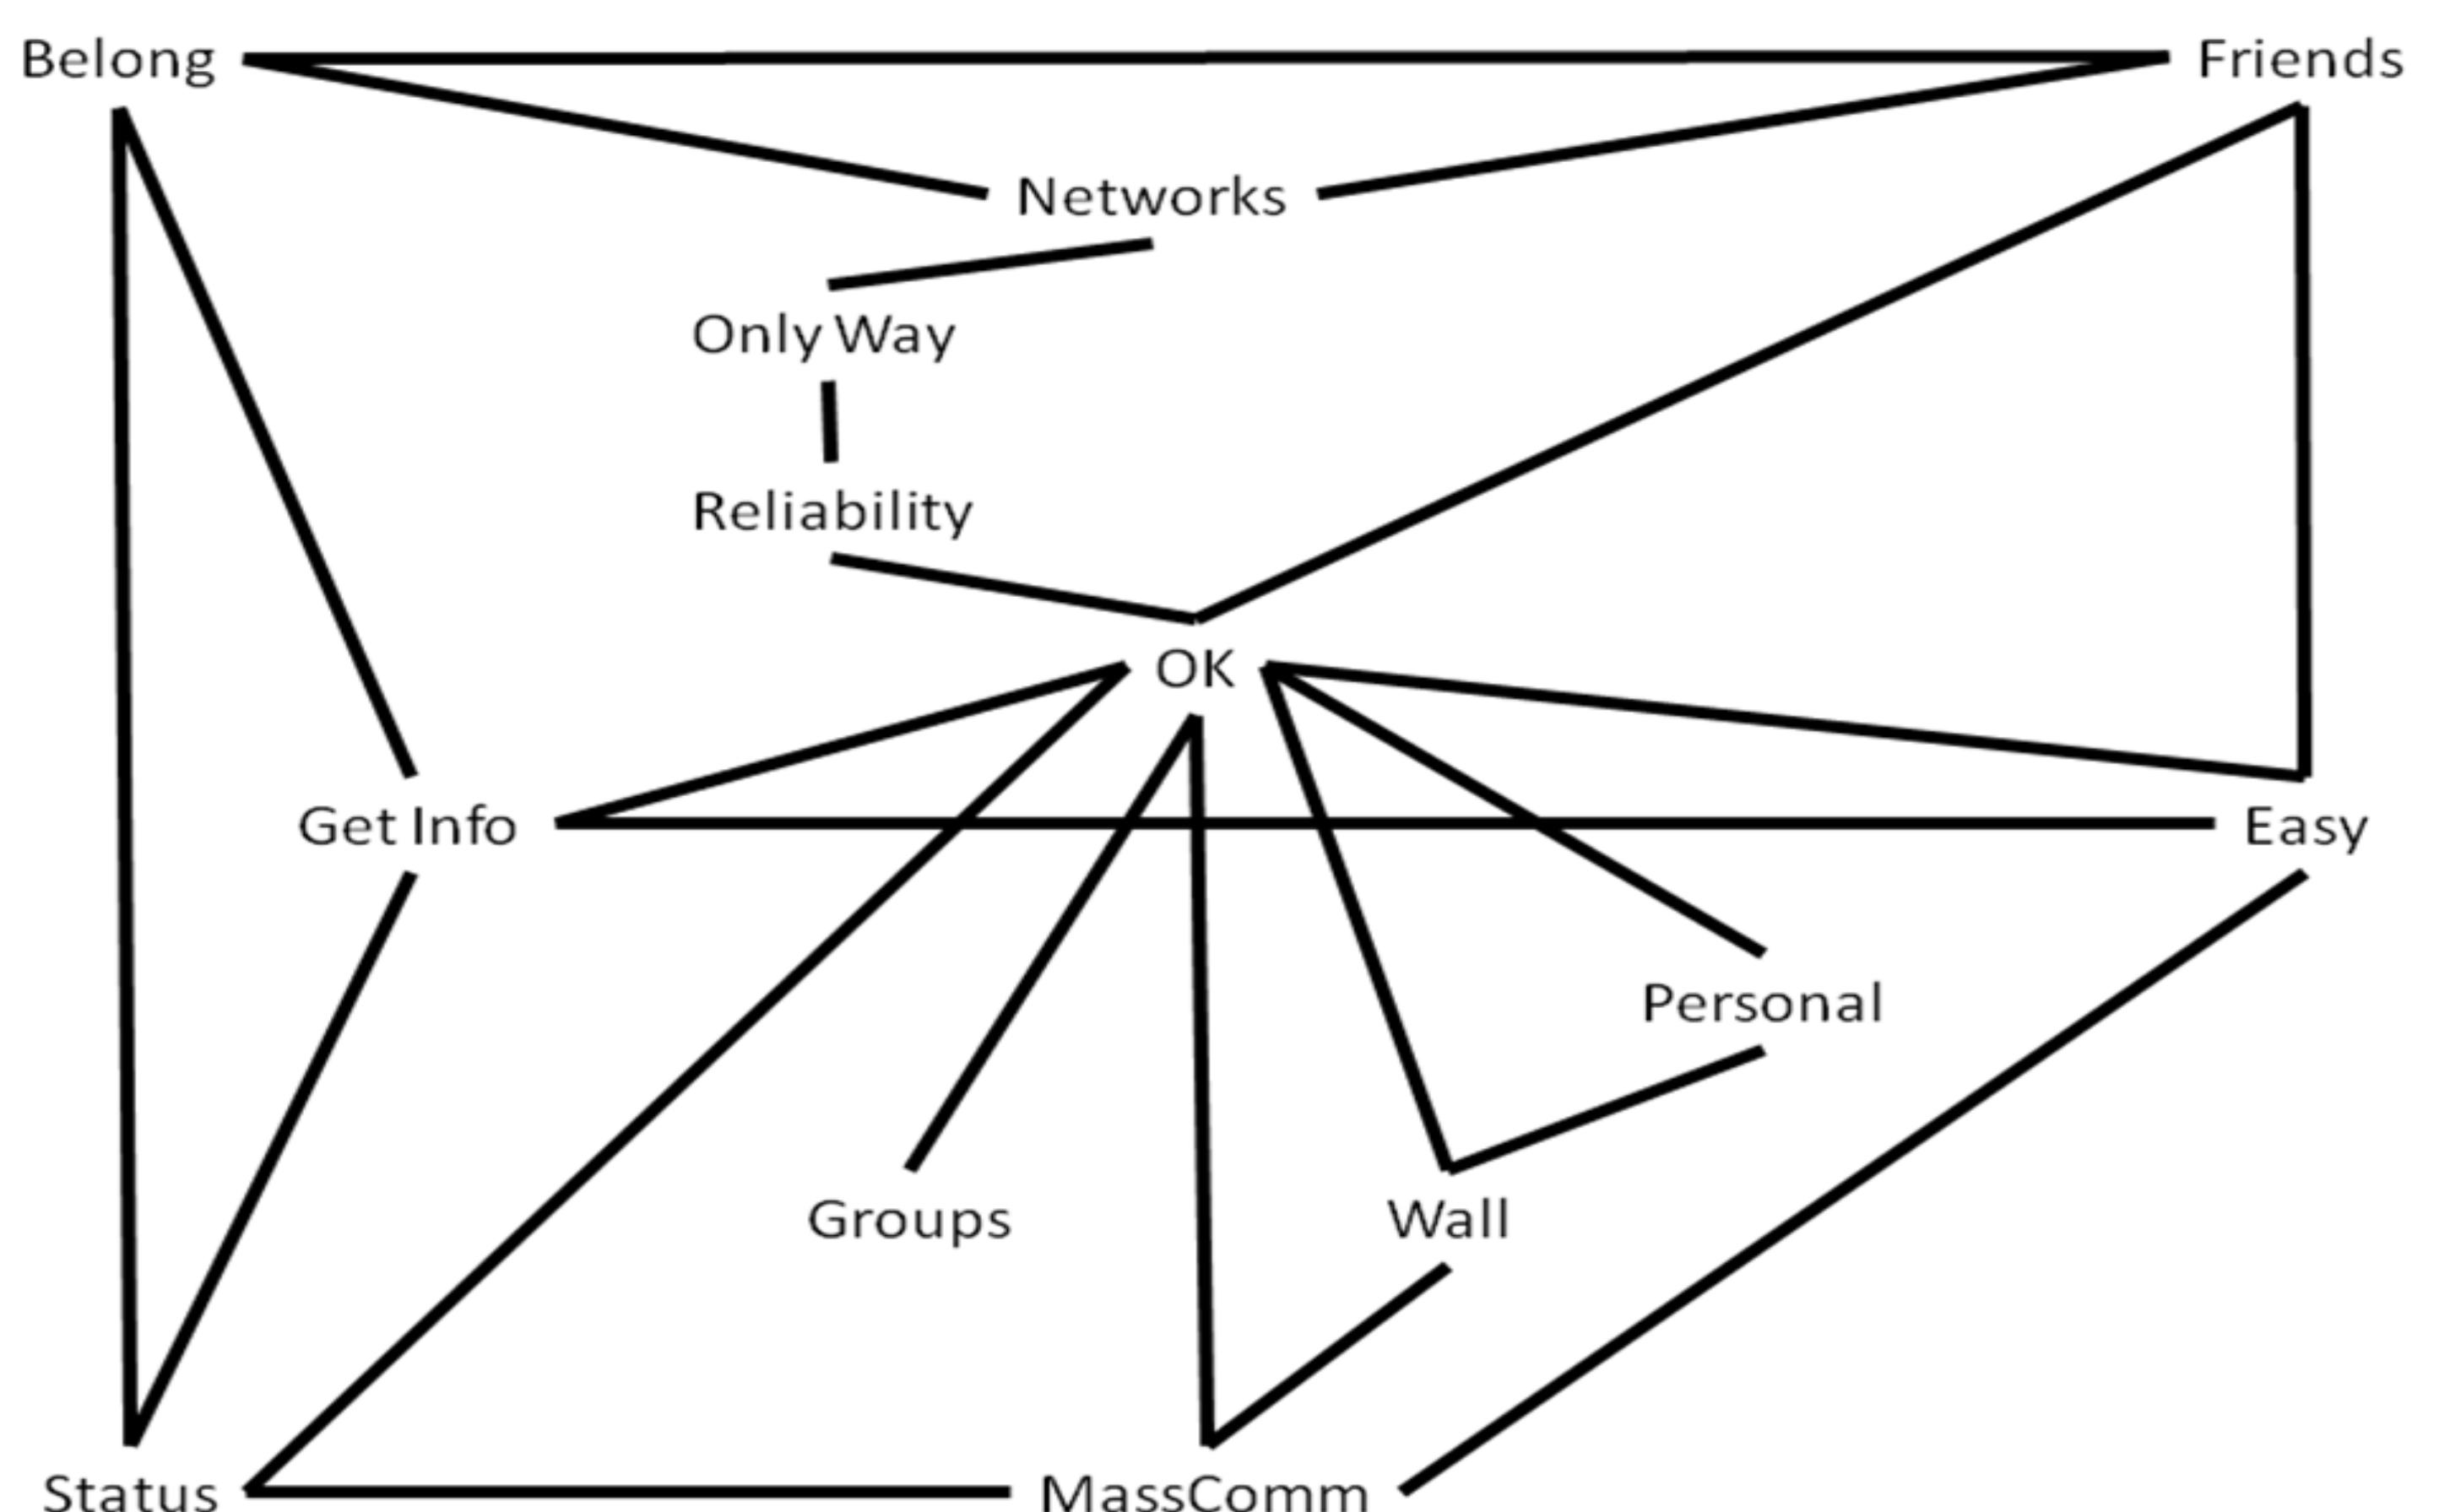 Belong
Friends
Networks
Only Way
Reliability
OK
Get Info
Easy
Personal
Groups
Wall
Status
MassComm